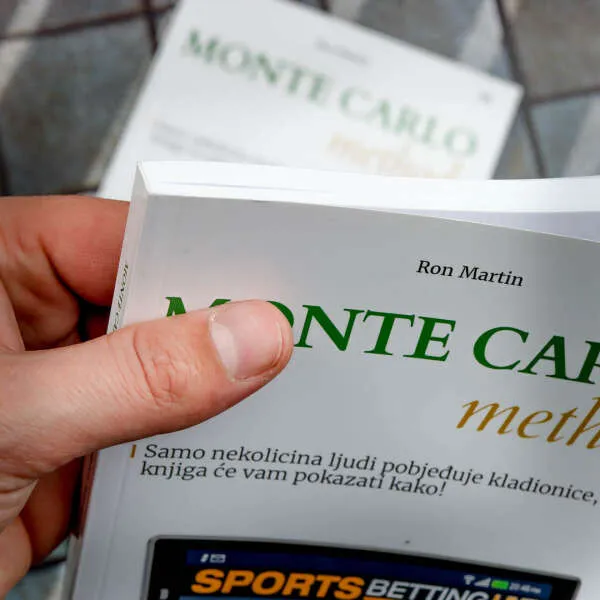 MONTE CARLO
method
Ron Martin
MONTE CAR
meth
Samo nekolicina ljudi pobjeđuje kladionice,
knjiga će vam pokazati kako!
SPORTS BETTING